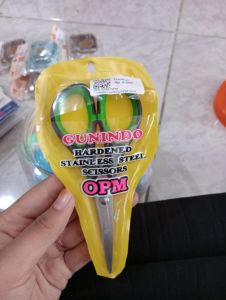 GUNINDO
HARDENED
STAINLESS STEEL
SCISSORS
OPM